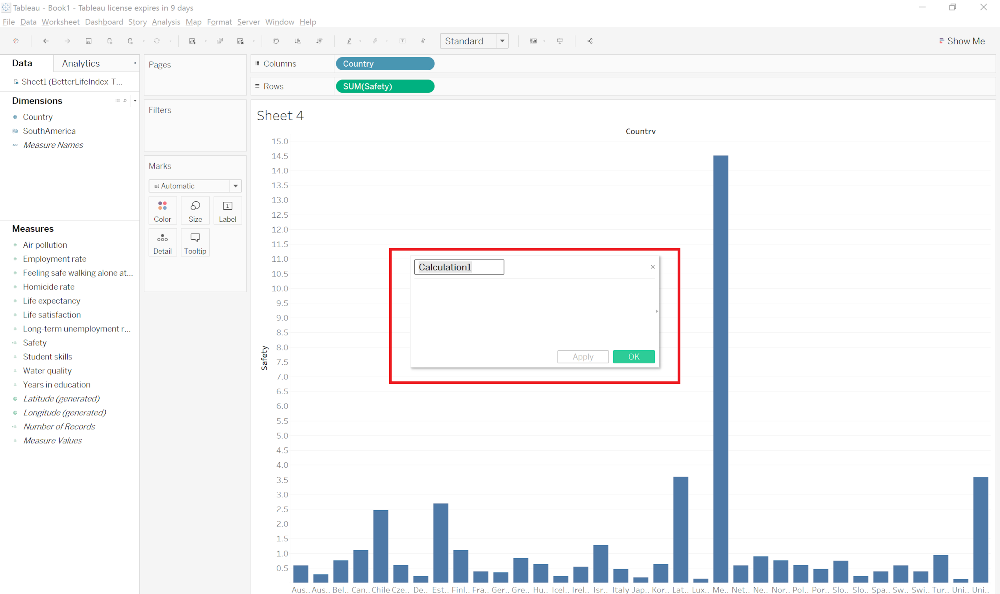 Tableau - Book1 - Tableau license expires in 9 days
File Data Worksheet Dashboard Story Analysis Map Format Server Window Help
Standard
Show Me
Data Analytics
Sheet1 (BetterLifeIndex-T...
Dimensions
Country
SouthAmerica
Abc Measure Names
Measures
Air pollution
Employment rate
Feeling safe walking alone at...
Homicide rate
Life expectancy
Life satisfaction
Long-term unemployment r...
Safety
Student skills
Water quality
Years in education
Latitude (generated)
Longitude (generated)
Number of Records
Measure Values
Pages
Filters
Marks
Automatic
Color Size Label
Detail Tooltip
Columns Country
Rows SUM(Safety)
Sheet 4
Country
15.0
14.5
14.0
13.5
13.0
12.5
12.0
11.5
11.0
10.5
10.0
9.5
9.0
8.5
8.0
7.5
7.0
6.5
6.0
5.5
5.0
4.5
4.0
3.5
3.0
2.5
2.0
1.5
1.0
0.5
Safety
Calculation1
Apply OK
Aus.. Aus.. Bel.. Can.. Chile Cze.. De.. Est.. Finl.. Fra.. Ger.. Gre.. Hu.. Icel.. Irel.. Isr.. Italy Jap.. Kor.. Lat.. Lux.. Me.. Net.. Ne.. Nor.. Pol.. Por.. Slo.. Slo.. Spa.. Sw.. Swi.. Tur.. Uni.. Uni..